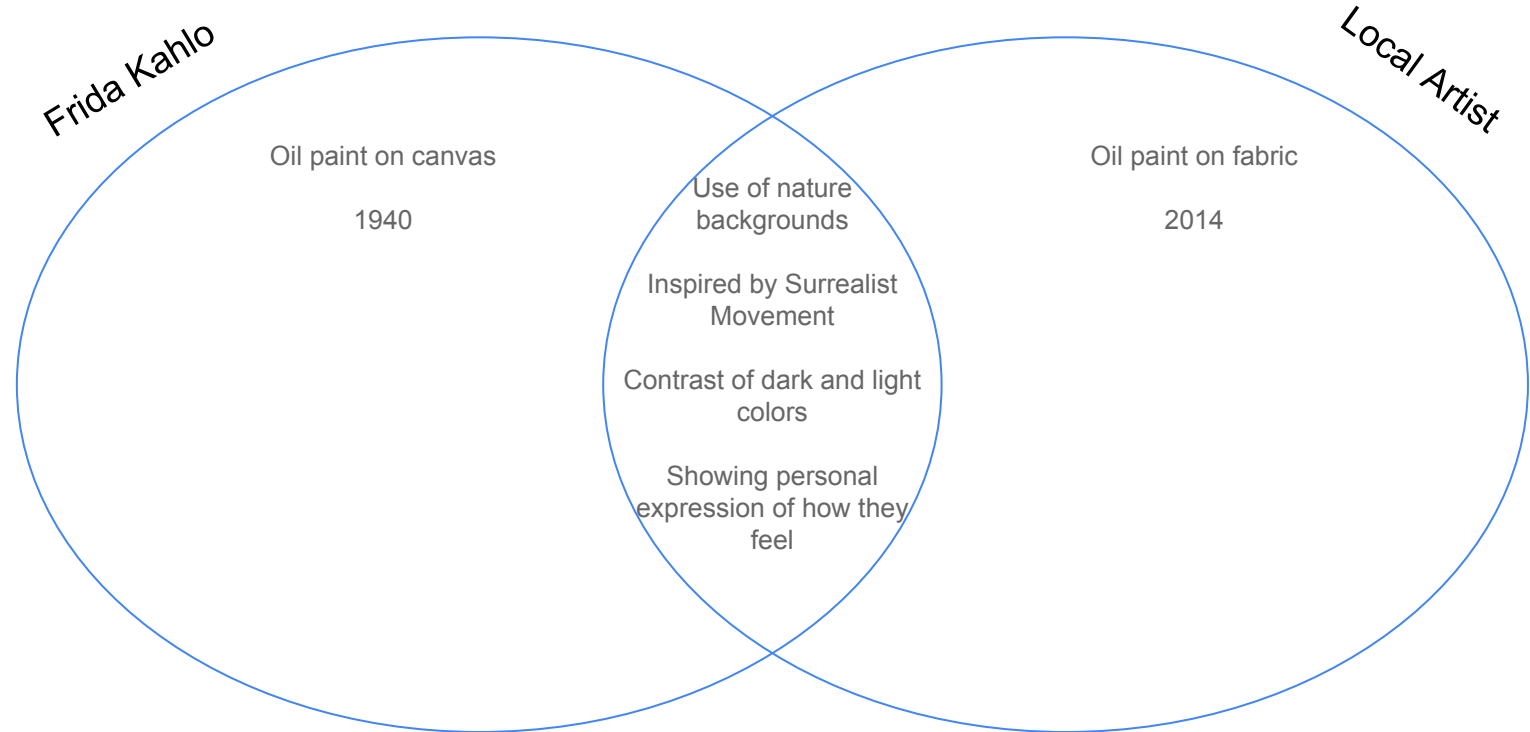 Frida Kahlo
Local Artist
Oil paint on canvas
1940
Use of nature
backgrounds
Inspired by Surrealist
Movement
Contrast of dark and light
colors
Showing personal
expression of how they
feel
Oil paint on fabric
2014